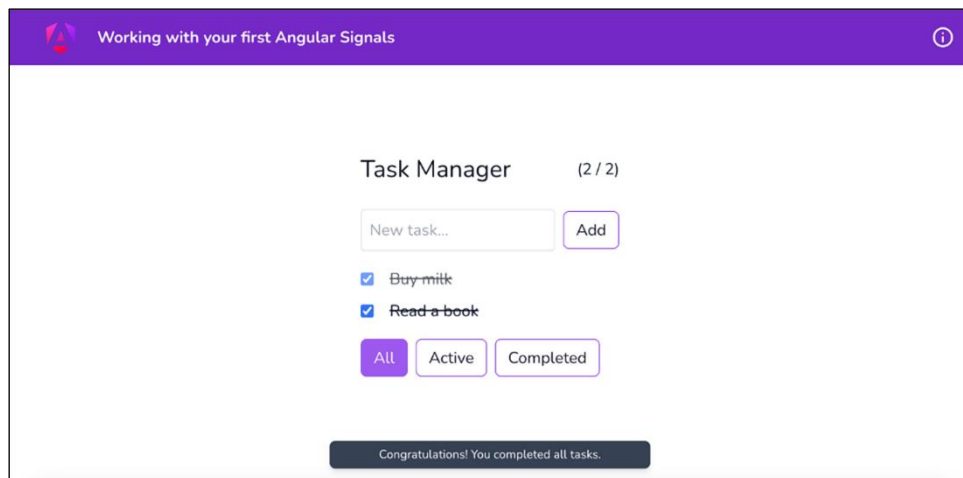 Working with your first Angular Signals
Task Manager (2 / 2)
New task... Add
Buy milk
Read a book
All Active Completed
Congratulations! You completed all tasks.